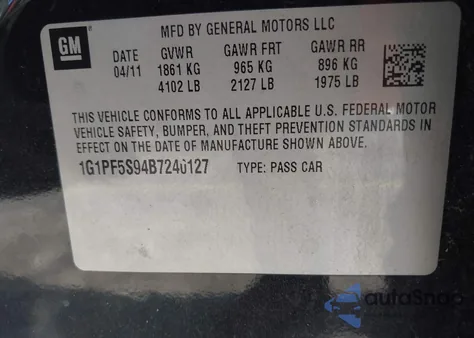 MFD BY GENERAL MOTORS LLC
GM
DATE GVWR GAWR FRT GAWR RR
04/11 1861 KG 965 KG 896 KG
4102 LB 2127 LB 1975 LB
THIS VEHICLE CONFORMS TO ALL APPLICABLE U.S. FEDERAL MOTOR
VEHICLE SAFETY, BUMPER, AND THEFT PREVENTION STANDARDS IN
EFFECT ON THE DATE OF MANUFACTURE SHOWN ABOVE.
1G1PF5S94B7240127 TYPE: PASS CAR
autoSnap